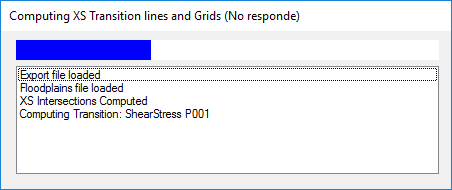 Computing XS Transition lines and Grids (No responde)
Export file loaded
Floodplains file loaded
XS Intersections Computed
Computing Transition: ShearStress P001